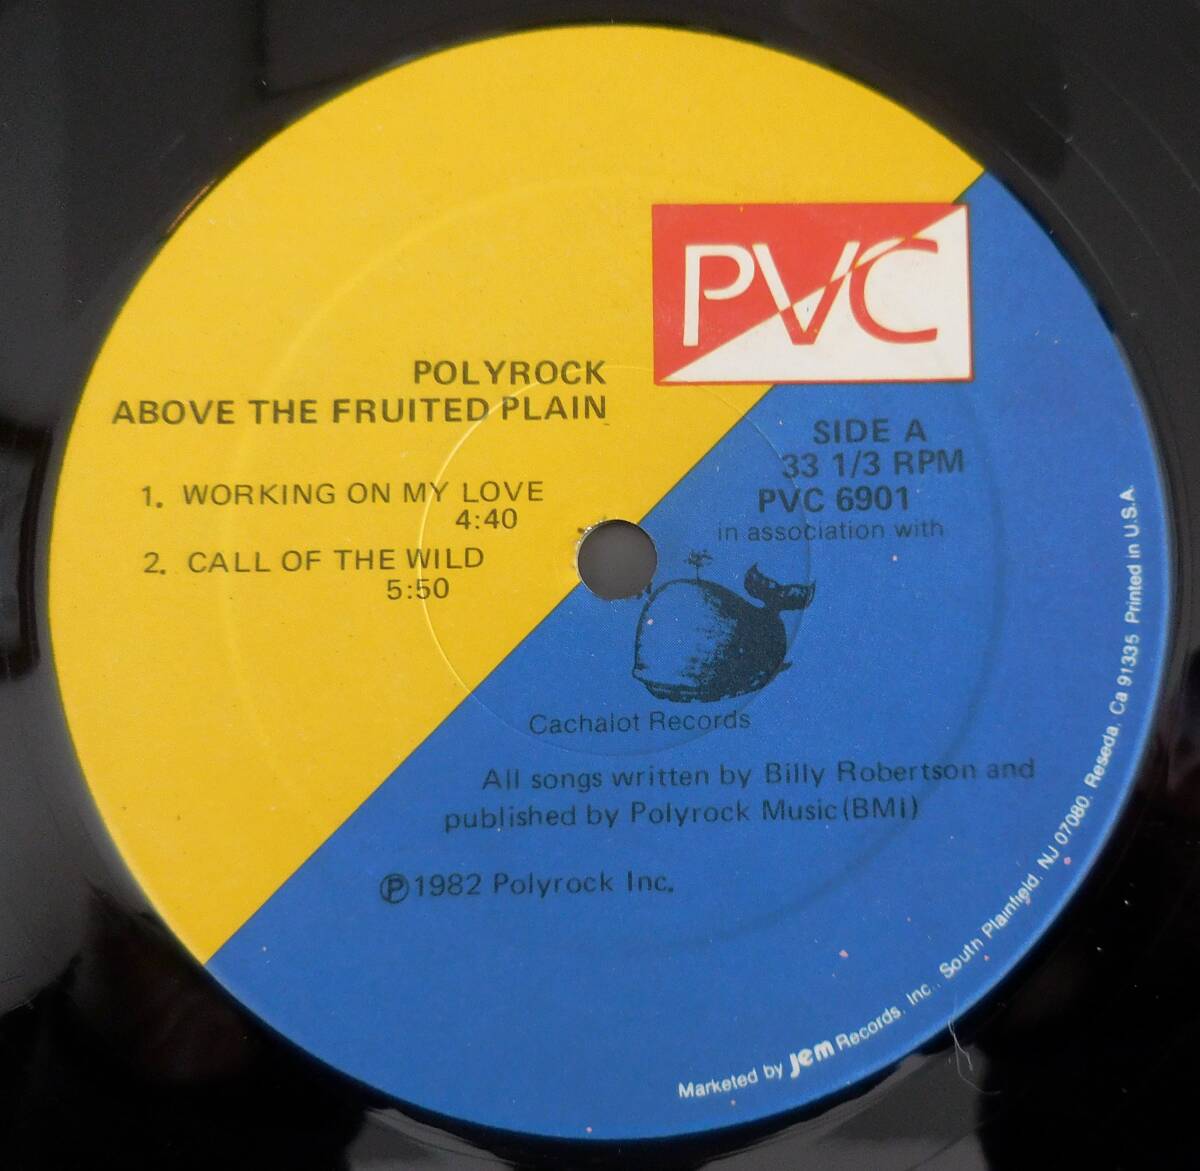 PVC
POLYROCK
ABOVE THE FRUITED PLAIN
1. WORKING ON MY LOVE
4:40
2. CALL OF THE WILD
5:50
SIDE A
33 1/3 RPM
PVC 6901
in association with
Cachalot Records
All songs written by Billy Robertson and
published by Polyrock Music (BMI)
℗1982 Polyrock Inc.
Marketed by Jem Records, Inc., South Plainfield, NJ 07080, Reseda, Ca 91335 Printed in U.S.A.